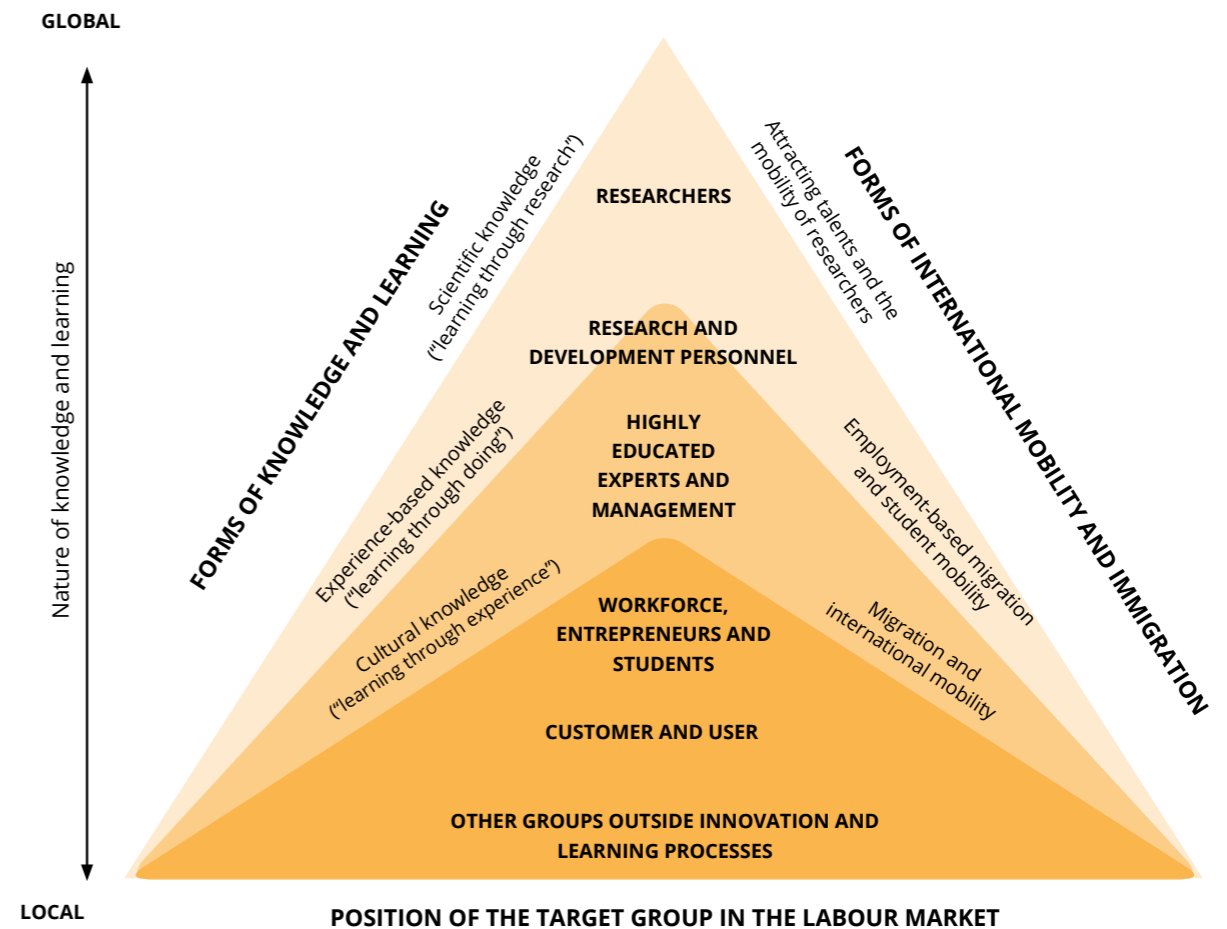 GLOBAL
Nature of knowledge and learning
LOCAL
FORMS OF KNOWLEDGE AND LEARNING
Scientific knowledge
(“learning through research”)
Experience-based knowledge
(“learning through doing”)
Cultural knowledge
(“learning through experience”)
RESEARCHERS
RESEARCH AND
DEVELOPMENT PERSONNEL
HIGHLY
EDUCATED
EXPERTS AND
MANAGEMENT
WORKFORCE,
ENTREPRENEURS AND
STUDENTS
CUSTOMER AND USER
OTHER GROUPS OUTSIDE INNOVATION AND
LEARNING PROCESSES
Attracting talents and the
mobility of researchers
Employment-based migration
and student mobility
Migration and
international mobility
FORMS OF INTERNATIONAL MOBILITY AND IMMIGRATION
POSITION OF THE TARGET GROUP IN THE LABOUR MARKET